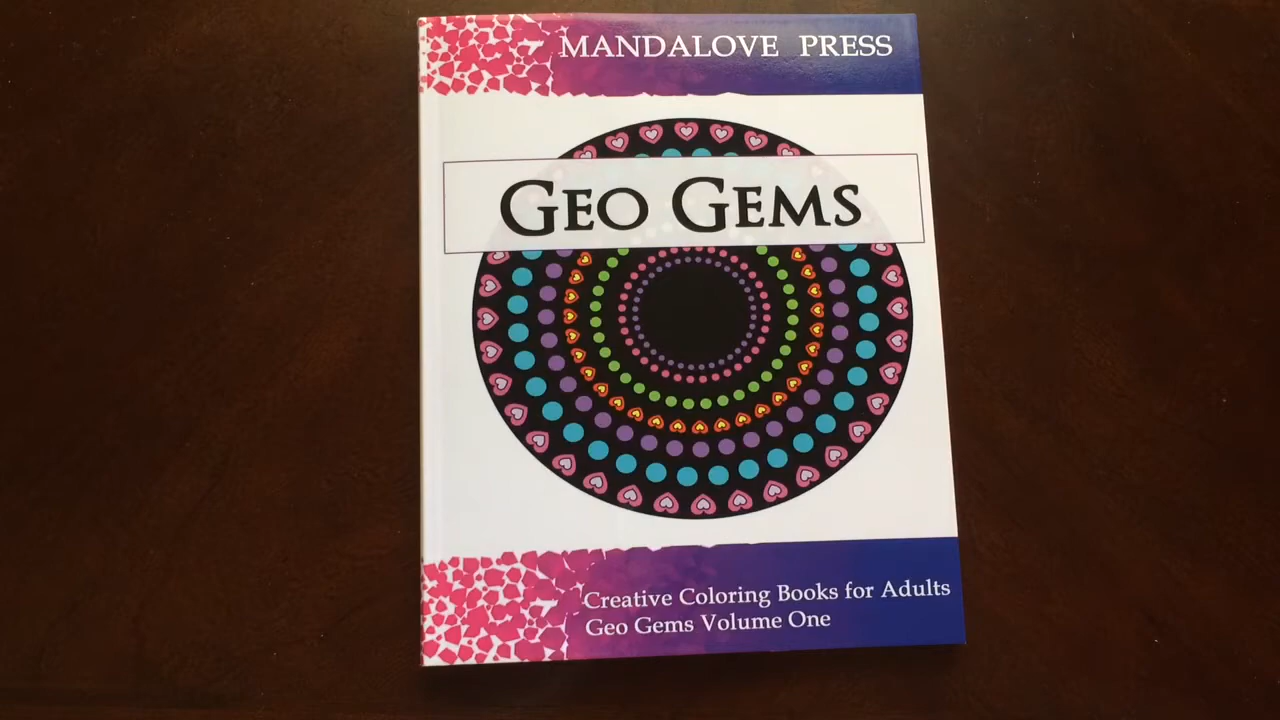 MANDALOVE PRESS
GEO GEMS
Creative Coloring Books for Adults
Geo Gems Volume One